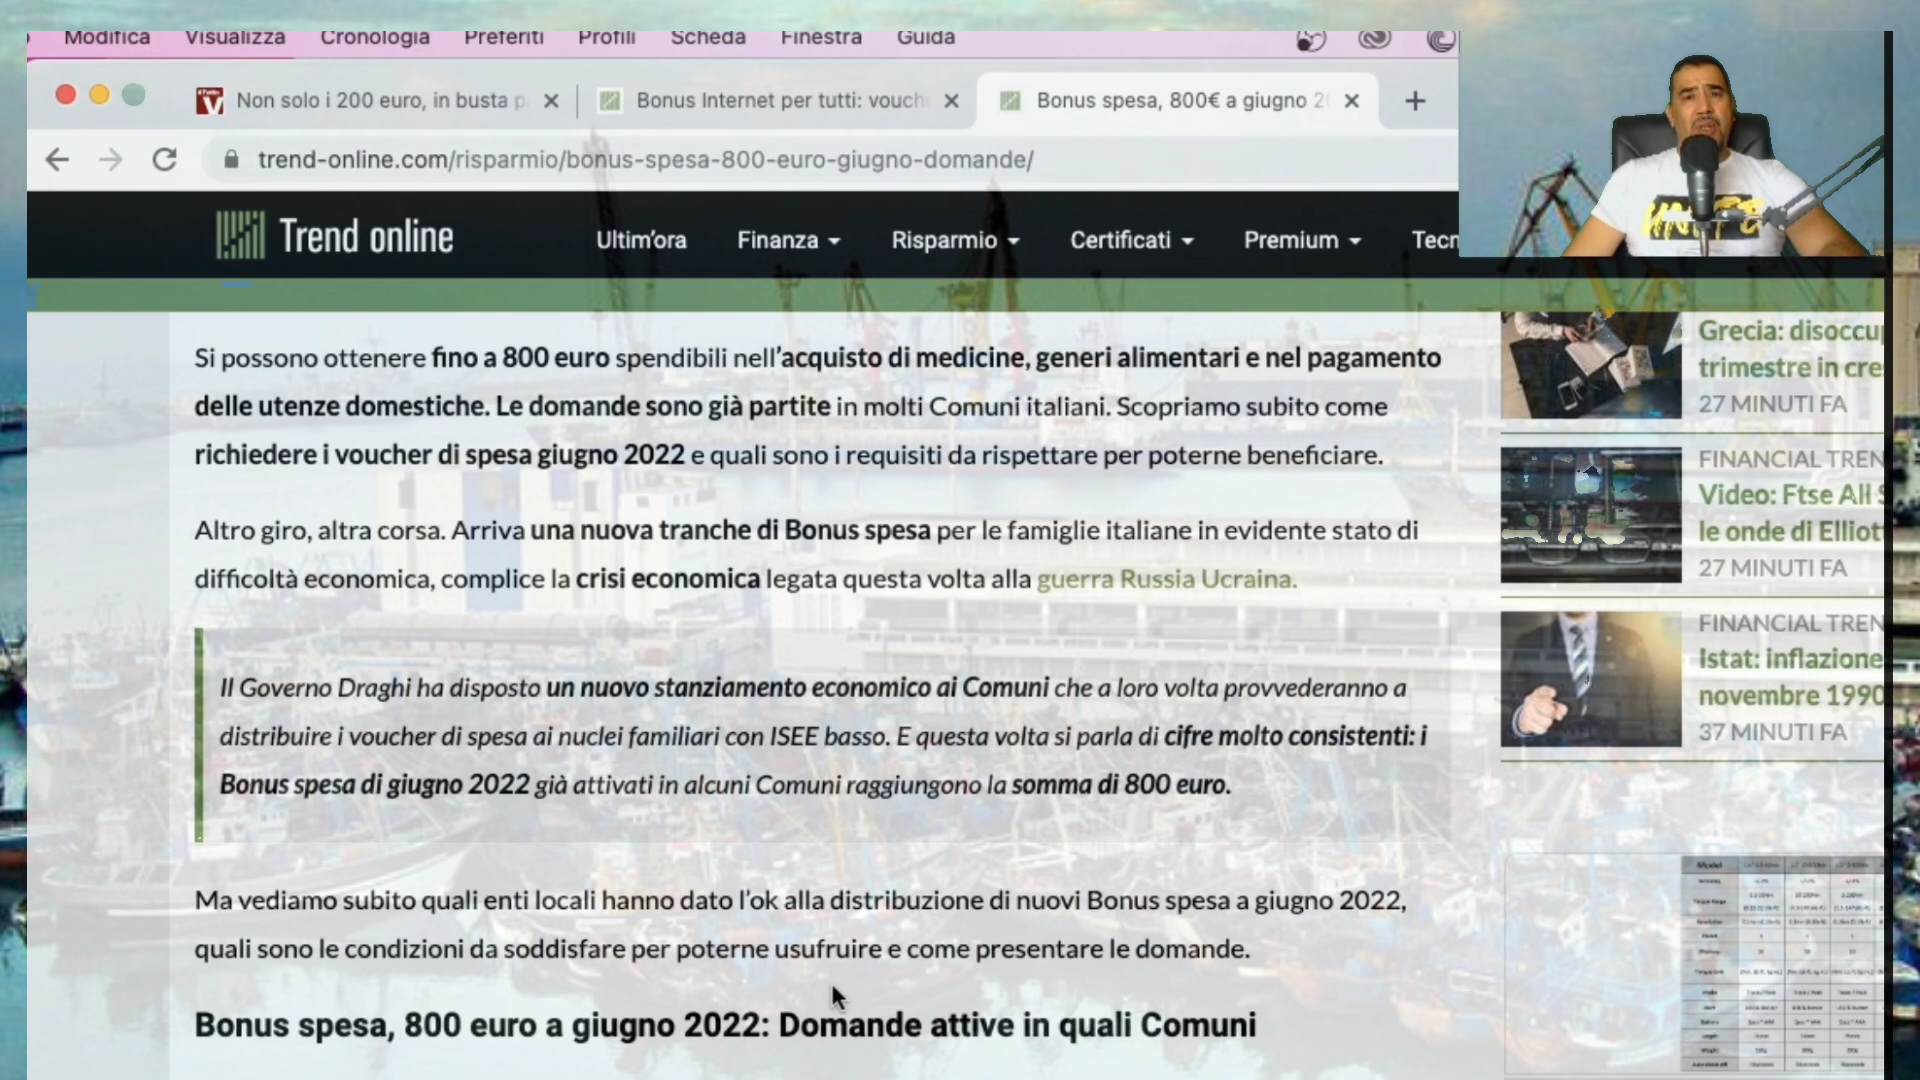 Modifica Visualizza Cronologia Preferiti Profili Scheda Finestra Guida
Non solo i 200 euro, in busta p
Bonus Internet per tutti: vouch
Bonus spesa, 800€ a giugno 2
trend-online.com/risparmio/bonus-spesa-800-euro-giugno-domande/
Trend online
Ultim'ora Finanza Risparmio Certificati Premium Tecn
Si possono ottenere fino a 800 euro spendibili nell'acquisto di medicine, generi alimentari e nel pagamento
delle utenze domestiche. Le domande sono già partite in molti Comuni italiani. Scopriamo subito come
richiedere i voucher di spesa giugno 2022 e quali sono i requisiti da rispettare per poterne beneficiare.
Altro giro, altra corsa. Arriva una nuova tranche di Bonus spesa per le famiglie italiane in evidente stato di
difficoltà economica, complice la crisi economica legata questa volta alla guerra Russia Ucraina.
Il Governo Draghi ha disposto un nuovo stanziamento economico ai Comuni che a loro volta provvederanno a
distribuire i voucher di spesa ai nuclei familiari con ISEE basso. E questa volta si parla di cifre molto consistenti: i
Bonus spesa di giugno 2022 già attivati in alcuni Comuni raggiungono la somma di 800 euro.
Ma vediamo subito quali enti locali hanno dato l'ok alla distribuzione di nuovi Bonus spesa a giugno 2022,
quali sono le condizioni da soddisfare per poterne usufruire e come presentare le domande.
Bonus spesa, 800 euro a giugno 2022: Domande attive in quali Comuni
Grecia: disoccup
trimestre in cre
27 MINUTI FA
FINANCIAL TREN
Video: Ftse All S
le onde di Elliot
27 MINUTI FA
FINANCIAL TREN
Istat: inflazione
novembre 1990
37 MINUTI FA
Model